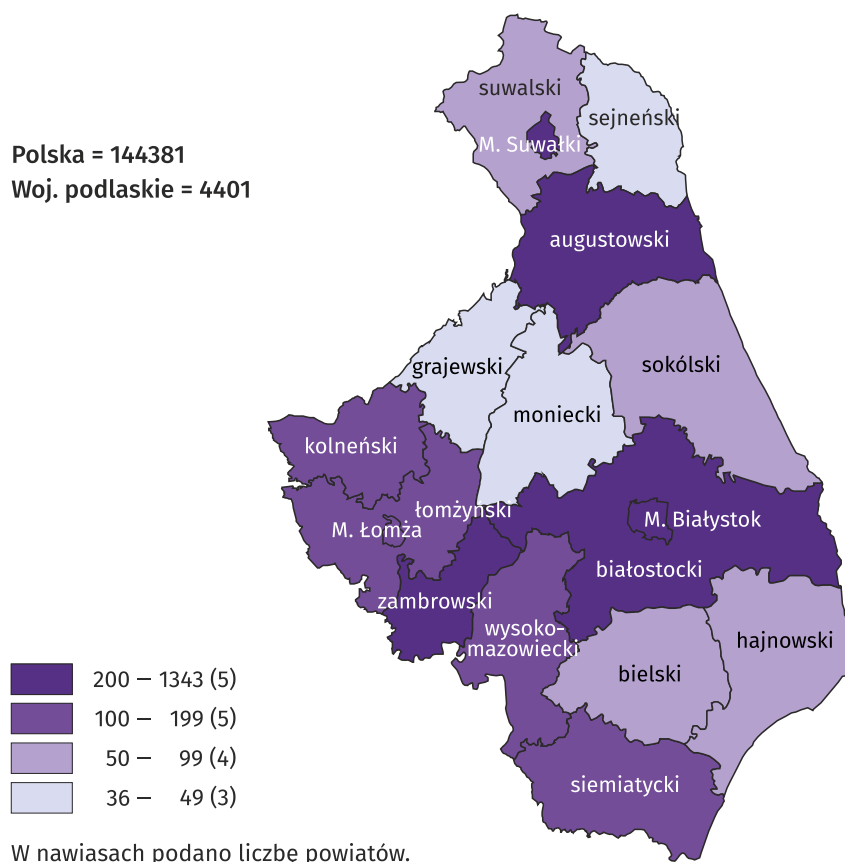 Polska = 144381
Woj. podlaskie = 4401
suwalski
sejneński
M. Suwałki
augustowski
grajewski
sokólski
moniecki
kolneński
łomżyński
M. Łomża
M. Białystok
białostocki
zambrowski
wysoko-
mazowiecki
hajnowski
bielski
siemiatycki
200 – 1343 (5)
100 – 199 (5)
50 – 99 (4)
36 – 49 (3)
W nawiasach podano liczbę powiatów.